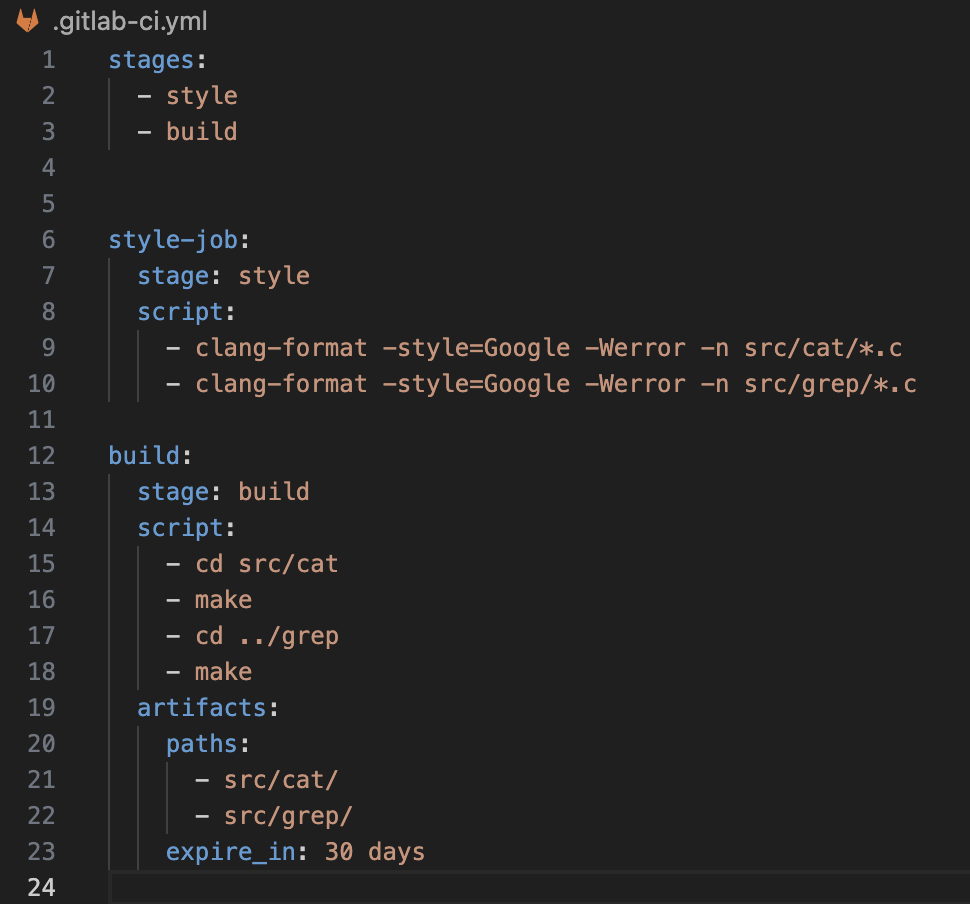 .gitlab-ci.yml
1 stages:
2   - style
3   - build
4
5
6 style-job:
7   stage: style
8   script:
9     - clang-format -style=Google -Werror -n src/cat/*.c
10     - clang-format -style=Google -Werror -n src/grep/*.c
11
12 build:
13   stage: build
14   script:
15     - cd src/cat
16     - make
17     - cd ../grep
18     - make
19   artifacts:
20     paths:
21       - src/cat/
22       - src/grep/
23     expire_in: 30 days
24